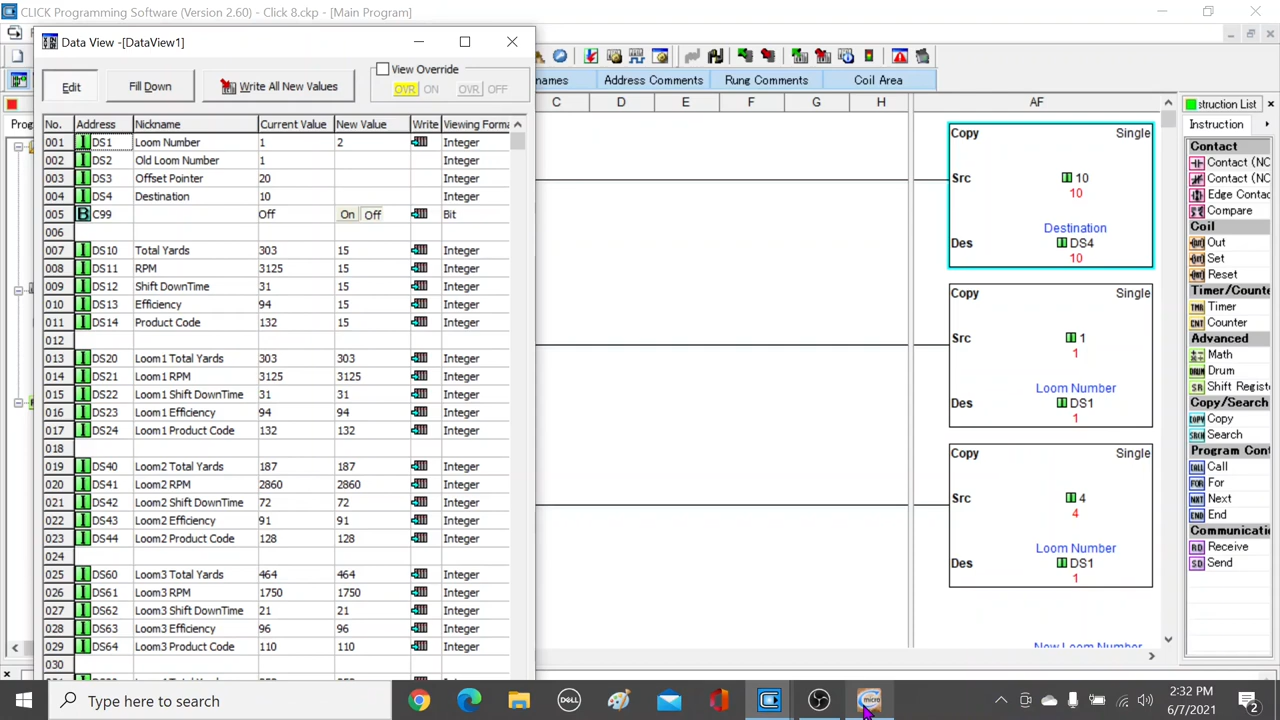 CLICK Programming Software (Version 2.60) - Click 8.ckp - [Main Program]
Data View -[DataView1]
Edit
Fill Down
Write All New Values
View Override
OVR ON
OVR OFF
names
Address Comments
Rung Comments
Coil Area
No. Address Nickname Current Value New Value Write Viewing Forma
001 DS1 Loom Number 1 2 Integer
002 DS2 Old Loom Number 1 Integer
003 DS3 Offset Pointer 20 Integer
004 DS4 Destination 10 Integer
005 C99 Off On Off Bit
006
007 DS10 Total Yards 303 15 Integer
008 DS11 RPM 3125 15 Integer
009 DS12 Shift DownTime 31 15 Integer
010 DS13 Efficiency 94 15 Integer
011 DS14 Product Code 132 15 Integer
012
013 DS20 Loom1 Total Yards 303 303 Integer
014 DS21 Loom1 RPM 3125 3125 Integer
015 DS22 Loom1 Shift DownTime 31 31 Integer
016 DS23 Loom1 Efficiency 94 94 Integer
017 DS24 Loom1 Product Code 132 132 Integer
018
019 DS40 Loom2 Total Yards 187 187 Integer
020 DS41 Loom2 RPM 2860 2860 Integer
021 DS42 Loom2 Shift DownTime 72 72 Integer
022 DS43 Loom2 Efficiency 91 91 Integer
023 DS44 Loom2 Product Code 128 128 Integer
024
025 DS60 Loom3 Total Yards 464 464 Integer
026 DS61 Loom3 RPM 1750 1750 Integer
027 DS62 Loom3 Shift DownTime 21 21 Integer
028 DS63 Loom3 Efficiency 96 96 Integer
029 DS64 Loom3 Product Code 110 110 Integer
030
Prog
C D E F G H AF
Copy Single
Src 10
10
Destination
Des DS4
10
Copy Single
Src 1
1
Loom Number
Des DS1
1
Copy Single
Src 4
4
Loom Number
Des DS1
1
New Loom Number
struction List
Instruction
Contact
Contact (NO
Contact (NC
Edge Contac
Compare
Coil
Out
Set
Reset
Timer/Counter
Timer
Counter
Advanced
Math
Drum
Shift Regist
Copy/Search
Copy
Search
Program Cont
Call
For
Next
End
Communicatio
Receive
Send
Type here to search
DELL
micro
2:32 PM
6/7/2021
2